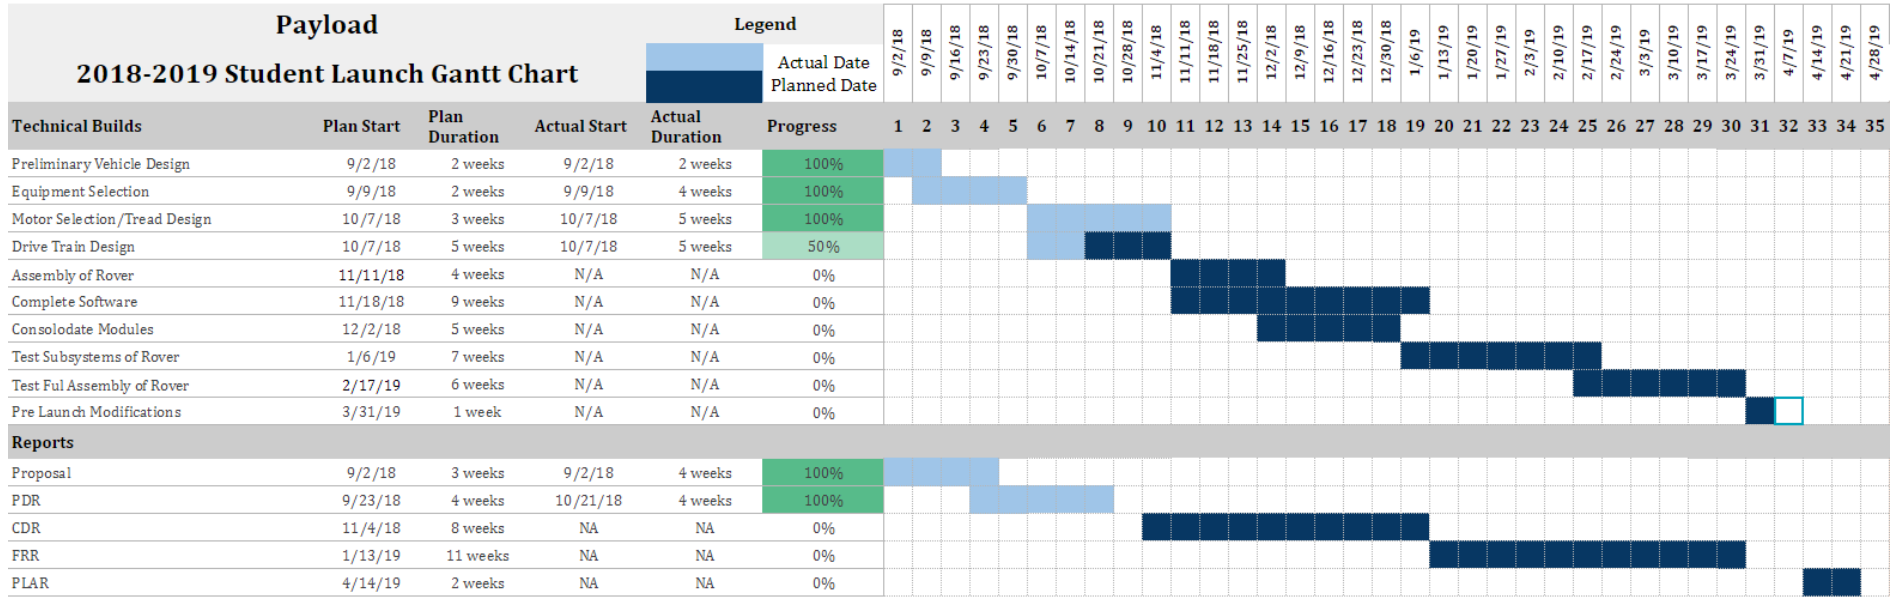 Payload
2018-2019 Student Launch Gantt Chart
Legend
Actual Date
Planned Date
9/2/18 9/9/18 9/16/18 9/23/18 9/30/18 10/7/18 10/14/18 10/21/18 10/28/18 11/4/18 11/11/18 11/18/18 11/25/18 12/2/18 12/9/18 12/16/18 12/23/18 12/30/18 1/6/19 1/13/19 1/20/19 1/27/19 2/3/19 2/10/19 2/17/19 2/24/19 3/3/19 3/10/19 3/17/19 3/24/19 3/31/19 4/7/19 4/14/19 4/21/19 4/28/19
Technical Builds Plan Start Plan Duration Actual Start Actual Duration Progress 1 2 3 4 5 6 7 8 9 10 11 12 13 14 15 16 17 18 19 20 21 22 23 24 25 26 27 28 29 30 31 32 33 34 35
Preliminary Vehicle Design 9/2/18 2 weeks 9/2/18 2 weeks 100%
Equipment Selection 9/9/18 2 weeks 9/9/18 4 weeks 100%
Motor Selection/Tread Design 10/7/18 3 weeks 10/7/18 5 weeks 100%
Drive Train Design 10/7/18 5 weeks 10/7/18 5 weeks 50%
Assembly of Rover 11/11/18 4 weeks N/A N/A 0%
Complete Software 11/18/18 9 weeks N/A N/A 0%
Consolodate Modules 12/2/18 5 weeks N/A N/A 0%
Test Subsystems of Rover 1/6/19 7 weeks N/A N/A 0%
Test Ful Assembly of Rover 2/17/19 6 weeks N/A N/A 0%
Pre Launch Modifications 3/31/19 1 week N/A N/A 0%
Reports
Proposal 9/2/18 3 weeks 9/2/18 4 weeks 100%
PDR 9/23/18 4 weeks 10/21/18 4 weeks 100%
CDR 11/4/18 8 weeks NA NA 0%
FRR 1/13/19 11 weeks NA NA 0%
PLAR 4/14/19 2 weeks NA NA 0%